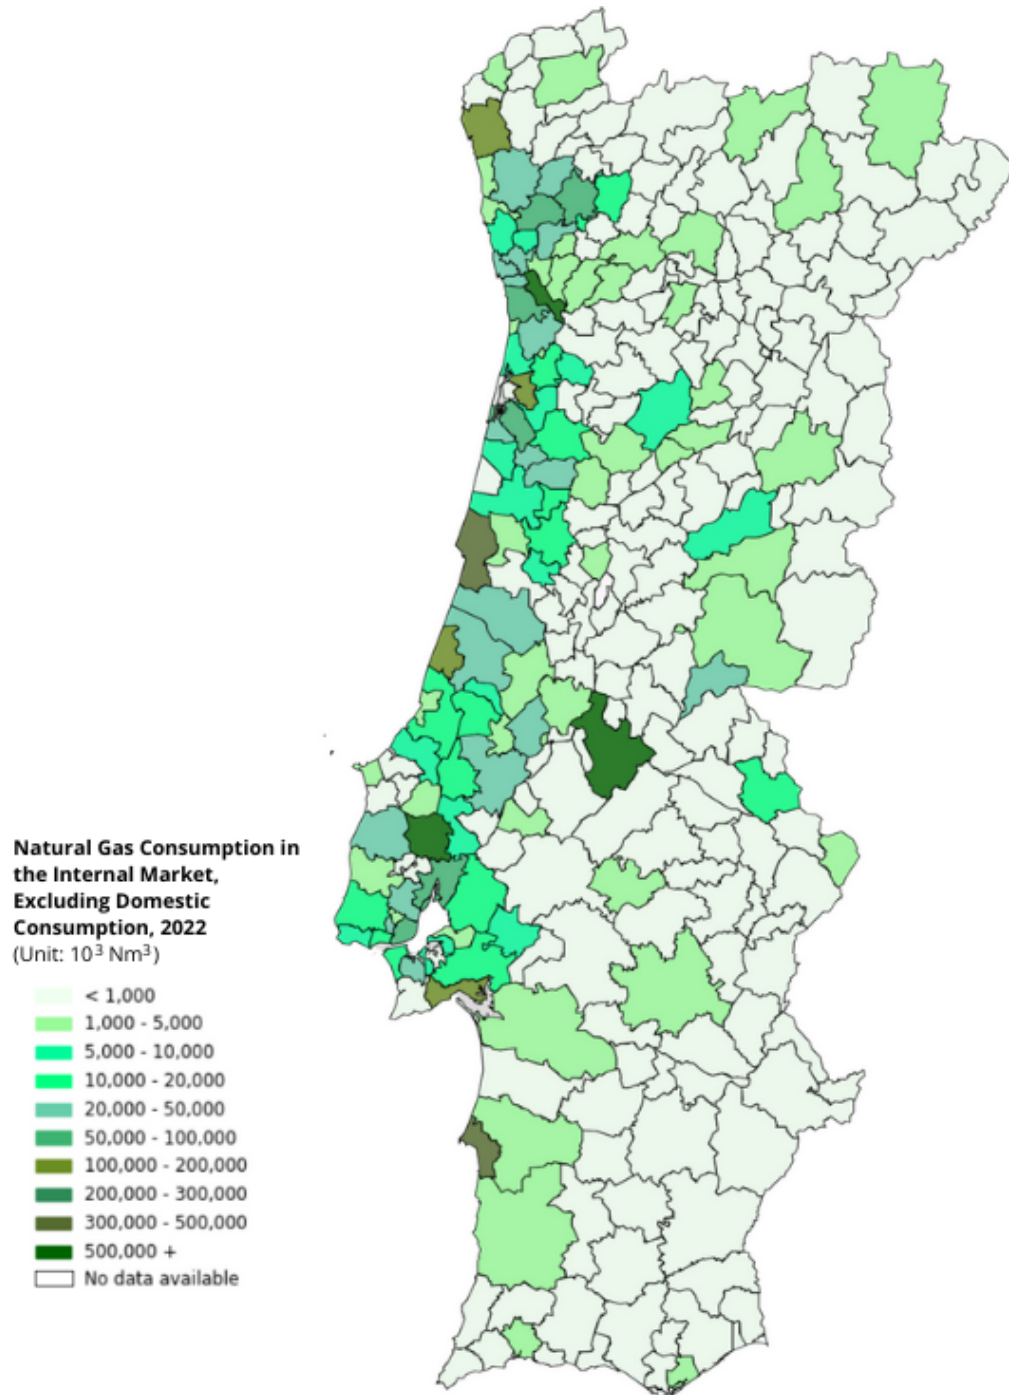 Natural Gas Consumption in
the Internal Market,
Excluding Domestic
Consumption, 2022
(Unit: 10³ Nm³)
< 1,000
1,000 - 5,000
5,000 - 10,000
10,000 - 20,000
20,000 - 50,000
50,000 - 100,000
100,000 - 200,000
200,000 - 300,000
300,000 - 500,000
500,000 +
No data available